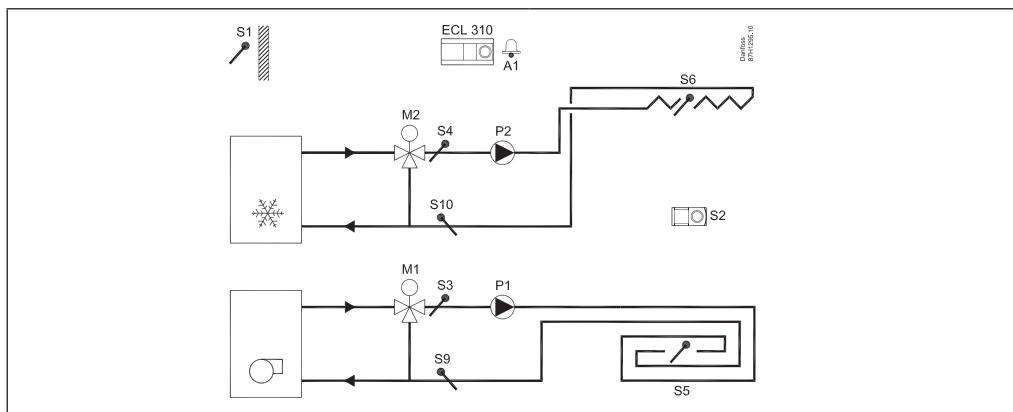 S1
ECL 310
A1
Danfoss
87H1295.10
S6
M2
S4
P2
S10
S2
M1
S3
P1
S9
S5